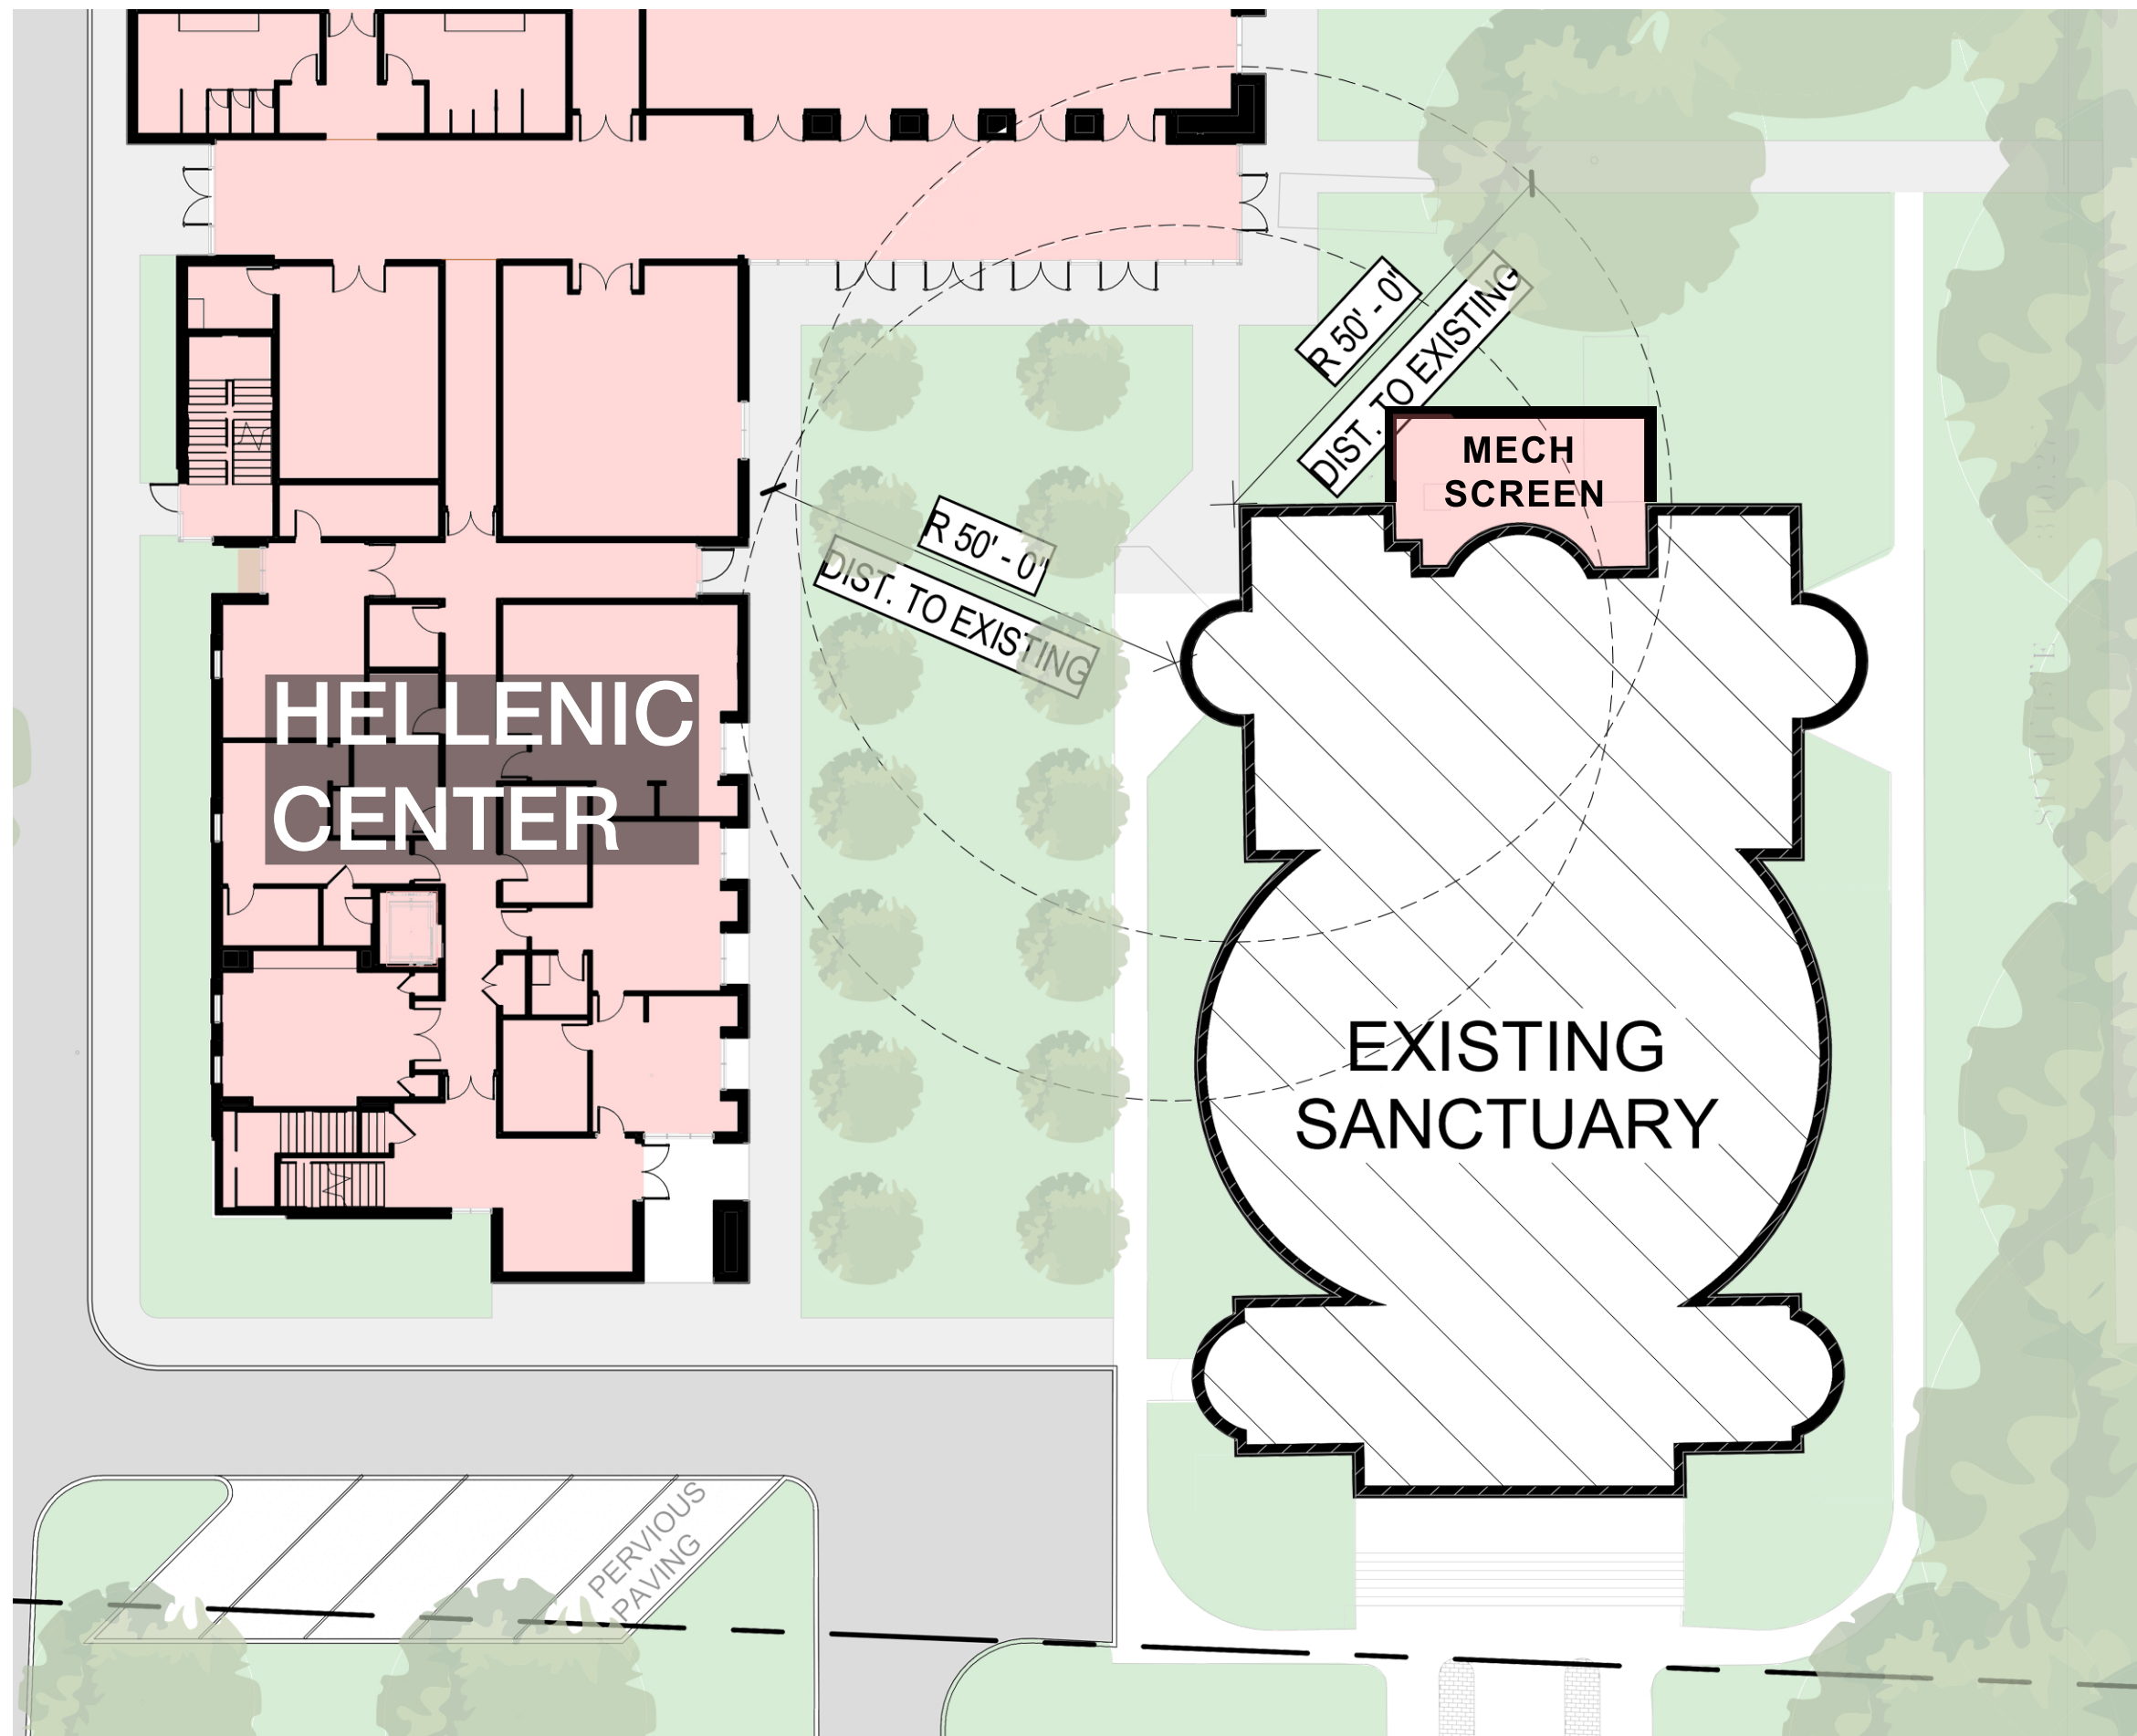 R 50' - 0"
DIST. TO EXISTING
MECH
SCREEN
R 50' - 0"
DIST. TO EXISTING
HELLENIC
CENTER
EXISTING
SANCTUARY
PERVIOUS
PAVING